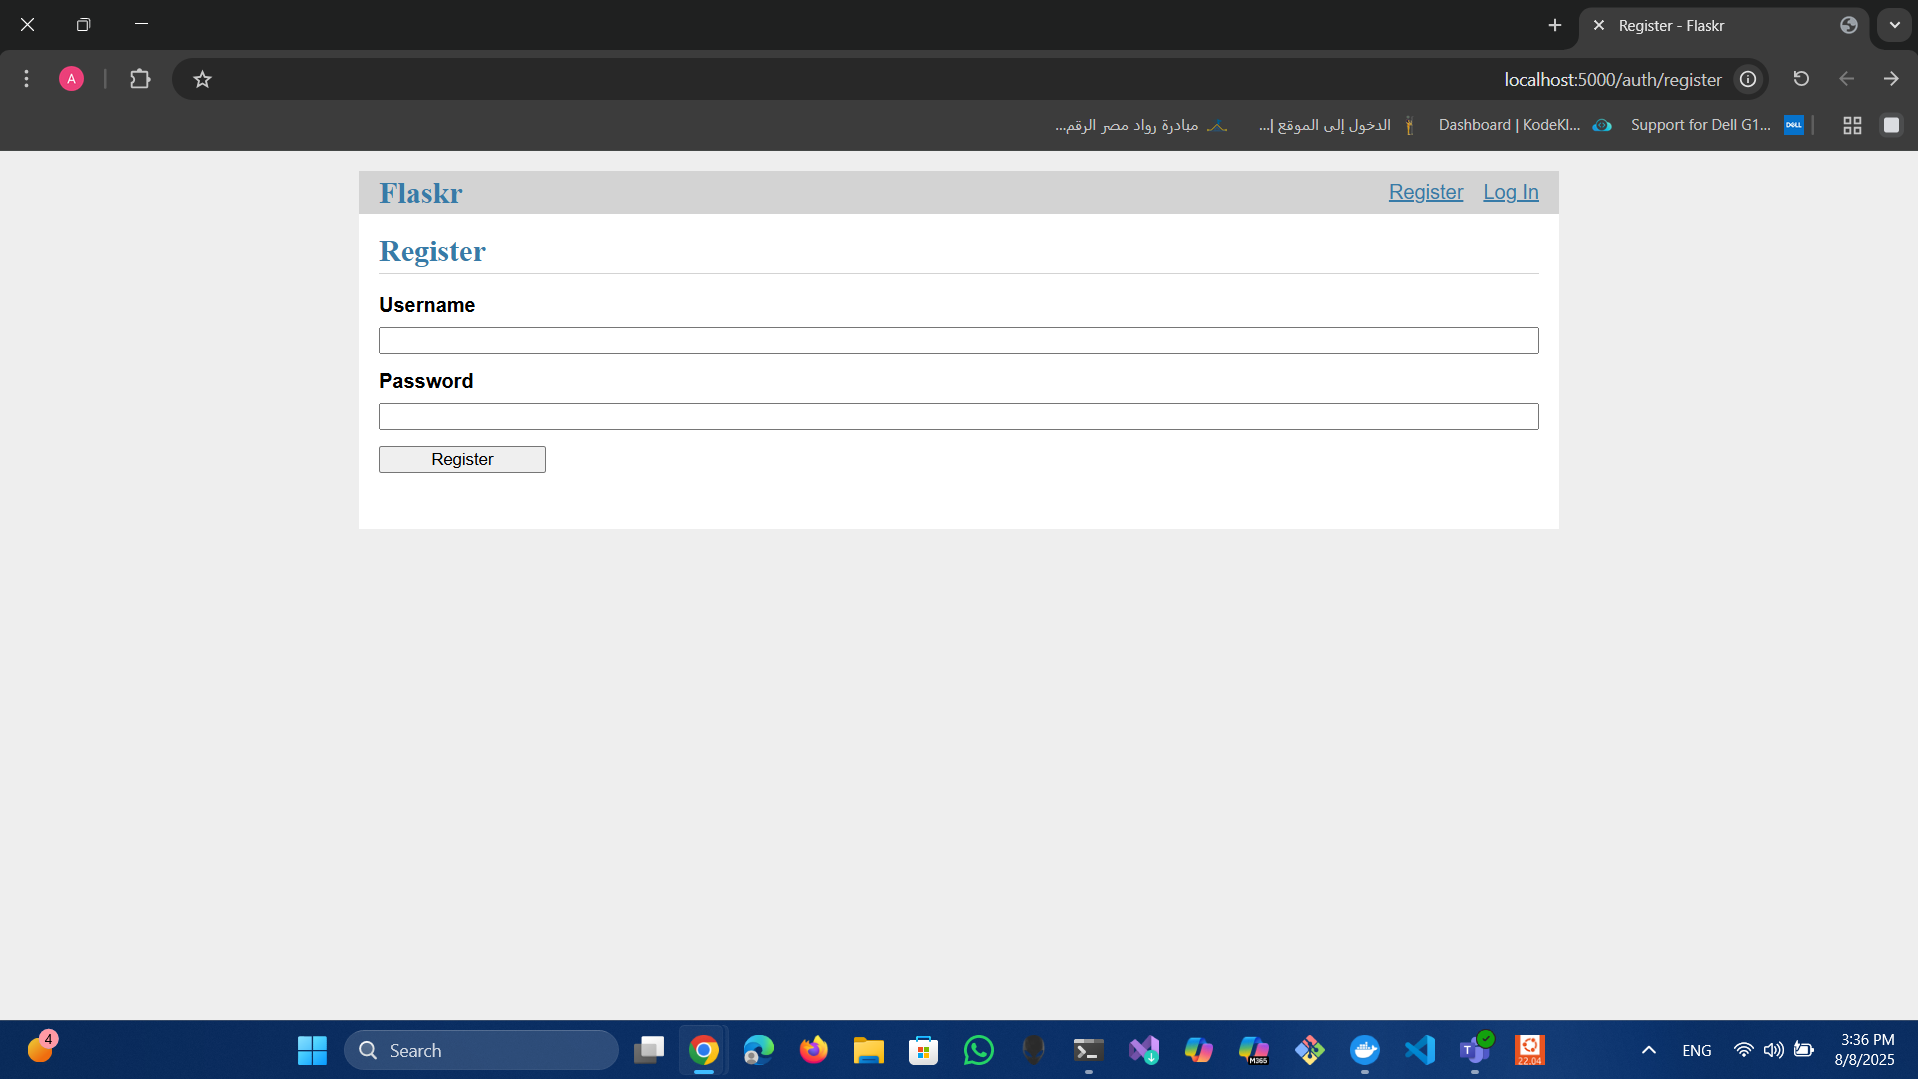 Register - Flaskr
A
localhost:5000/auth/register
مبادرة رواد مصر الرقم...
الدخول إلى الموقع |...
Dashboard | KodeKl...
Support for Dell G1...
DELL
Flaskr
Register
Log In
Register
Username
Password
Register
4
Search
M365
T
22.04
ENG
3:36 PM
8/8/2025